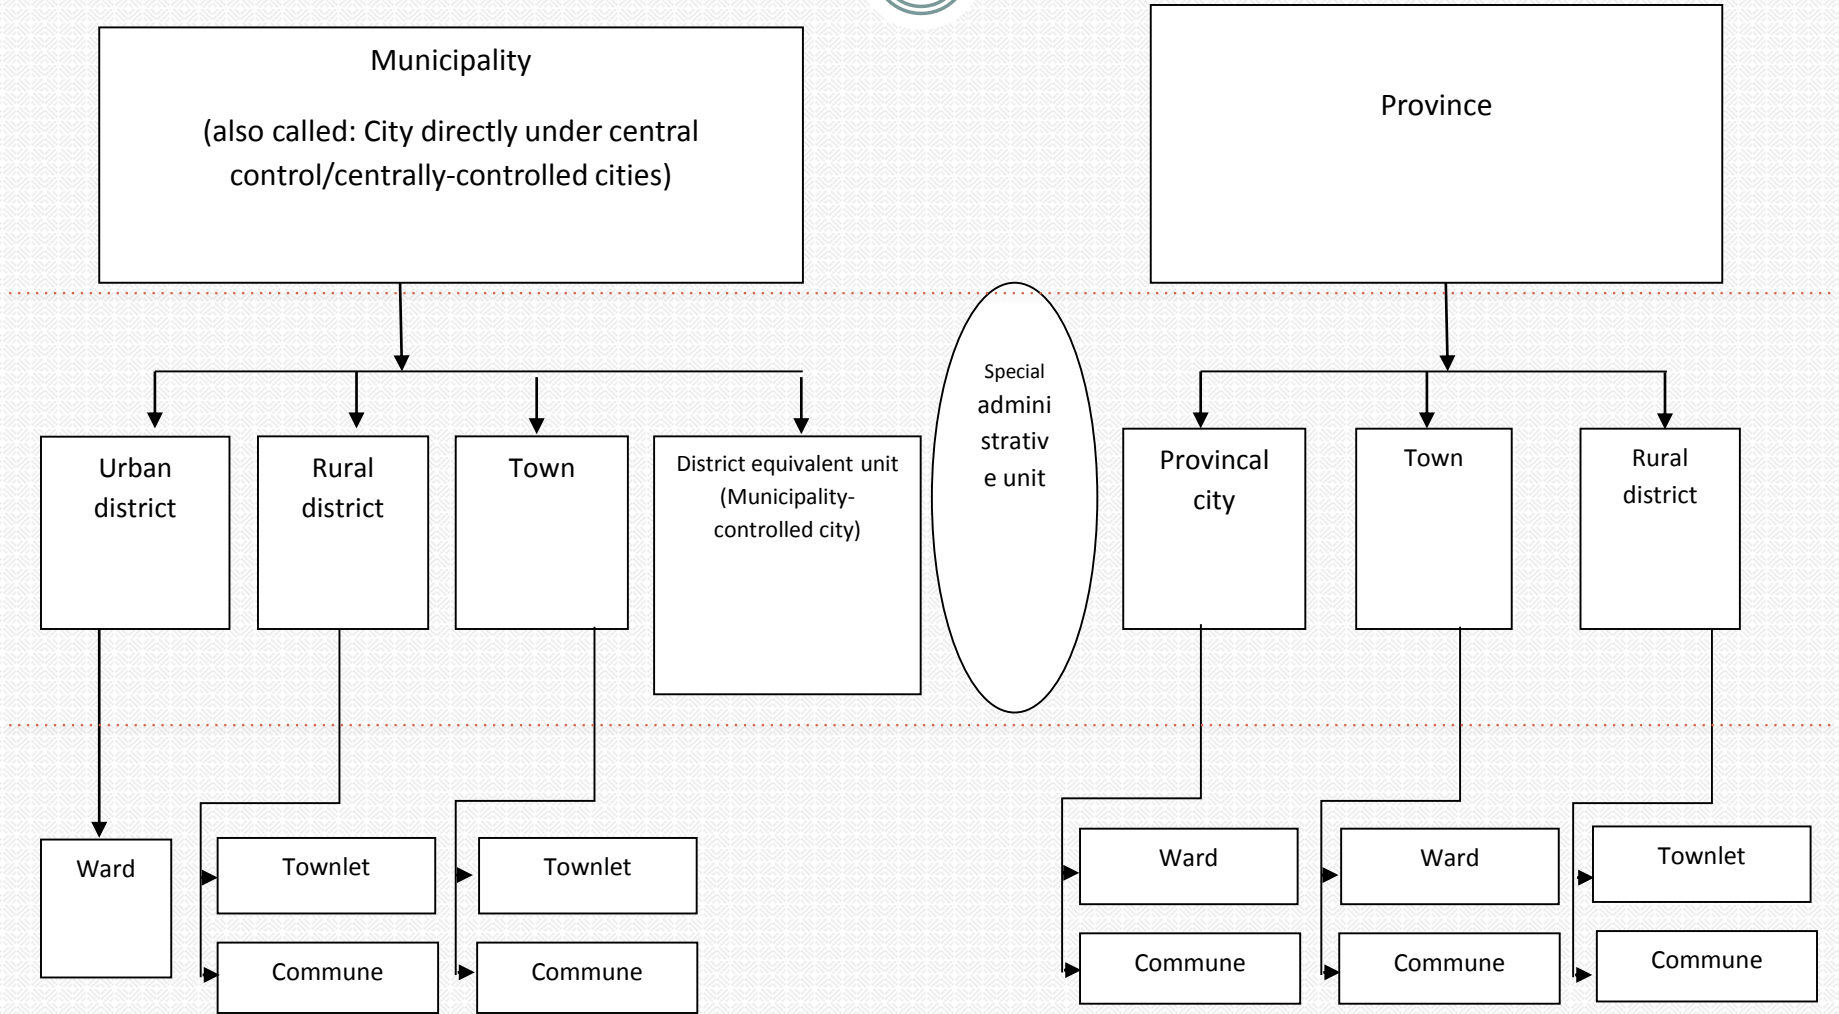 Municipality
(also called: City directly under central
control/centrally-controlled cities)
Province
Urban
district
Rural
district
Town
District equivalent unit
(Municipality-
controlled city)
Special
admini
strativ
e unit
Provincal
city
Town
Rural
district
Ward
Townlet
Commune
Townlet
Commune
Ward
Commune
Ward
Commune
Townlet
Commune